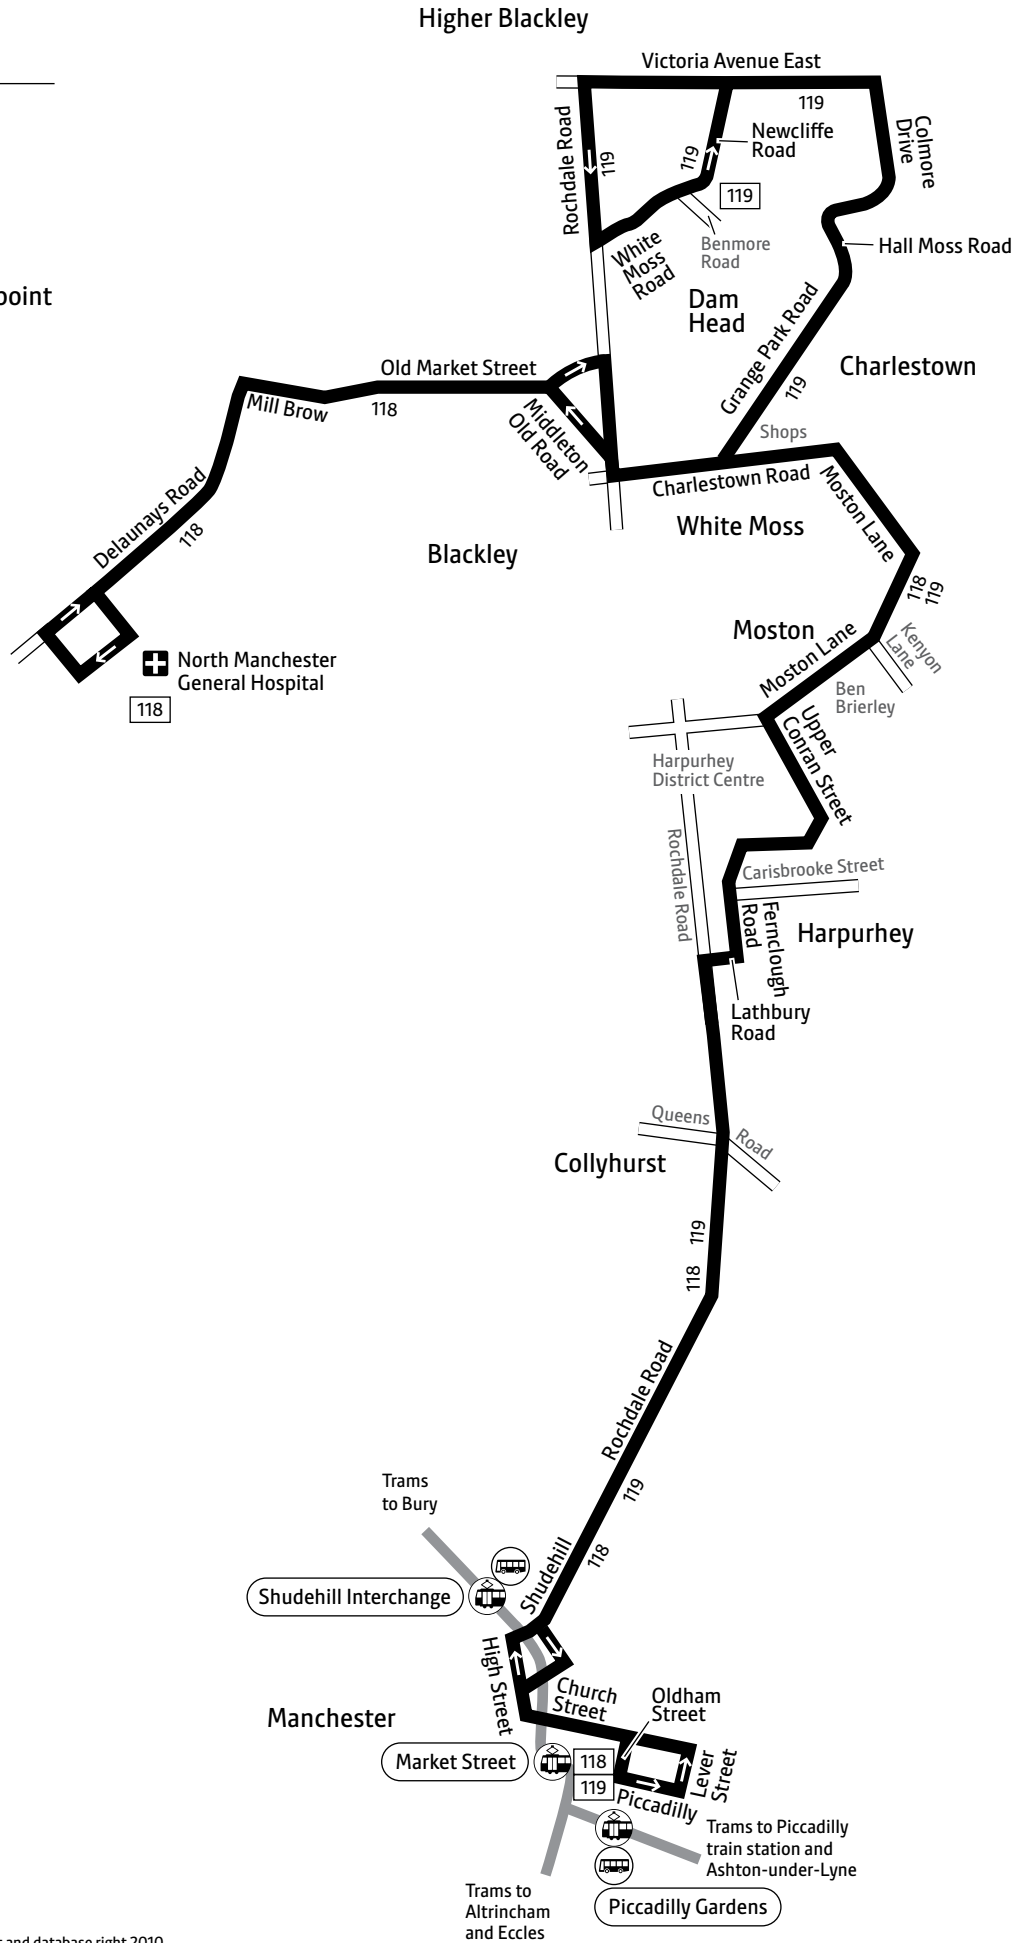 Higher Blackley
Victoria Avenue East
119
Colmore
Drive
Rochdale Road
119
119
Newcliffe
Road
119
White
Moss
Road
Benmore
Road
Hall Moss Road
point
Dam
Head
Grange Park Road
119
Charlestown
Old Market Street
Mill Brow
118
Middleton
Old Road
Shops
Charlestown Road
Moston Lane
White Moss
Delaunays Road
118
Blackley
118
119
Moston
Moston Lane
Kenyon
Lane
Ben
Brierley
North Manchester
General Hospital
118
Upper
Conran Street
Harpurhey
District Centre
Rochdale Road
Carisbrooke Street
Fernclough
Road
Harpurhey
Lathbury
Road
Queens
Road
Collyhurst
119
118
Rochdale Road
119
118
Trams
to Bury
Shudehill
Shudehill Interchange
High Street
Church
Street
Oldham
Street
Manchester
Market Street
118
119
Lever
Street
Piccadilly
Trams to Piccadilly
train station and
Ashton-under-Lyne
Trams to
Altrincham
and Eccles
Piccadilly Gardens
and database right 2010